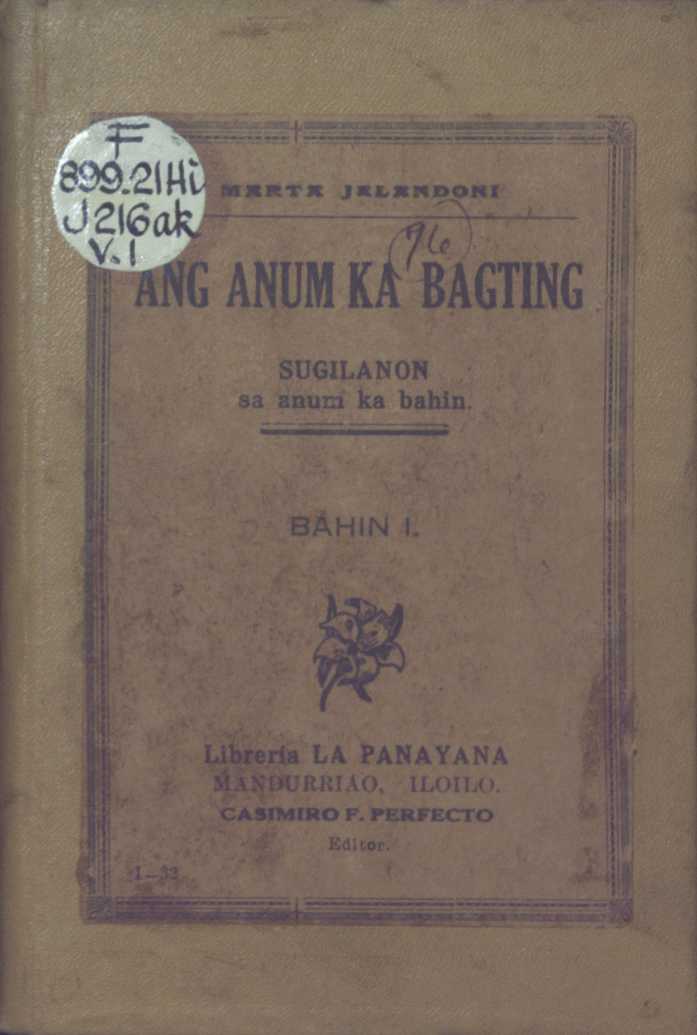 F
899.21Hi
J216ak
V.1
MARTA JALANDONI
96
ANG ANUM KA BAGTING
SUGILANON
sa anum ka bahin.
BAHIN I.
Librería LA PANAYANA
MANDURRIAO, ILOILO.
CASIMIRO F. PERFECTO
Editor.
1—33